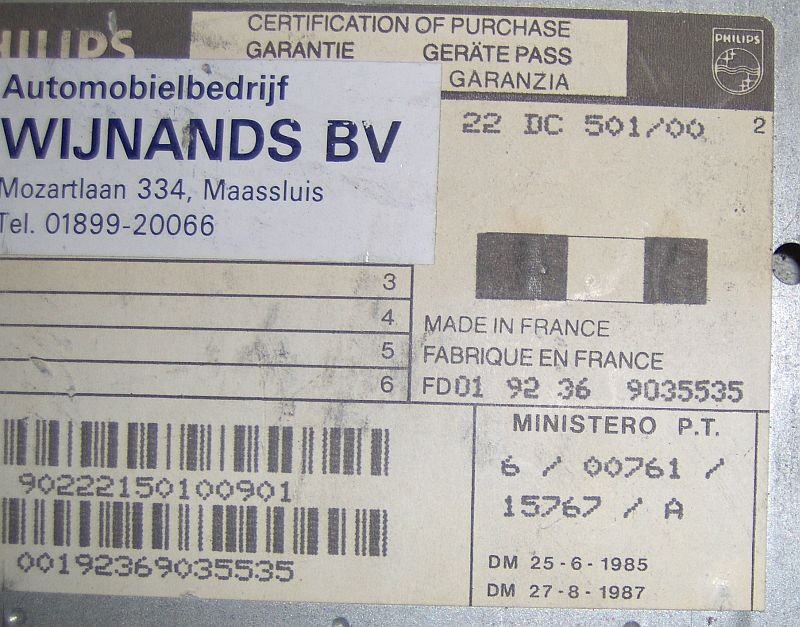 PHILIPS
CERTIFICATION OF PURCHASE
GARANTIE GERÄTE PASS
GARANZIA
PHILIPS
Automobielbedrijf
WIJNANDS BV
Mozartlaan 334, Maassluis
Tel. 01899-20066
22 DC 501/00 2
3
4
5
6
MADE IN FRANCE
FABRIQUE EN FRANCE
FD01 92 36 9035535
90222150100901
00192369035535
MINISTERO P.T.
6 / 00761 /
15767 / A
DM 25-6-1985
DM 27-8-1987